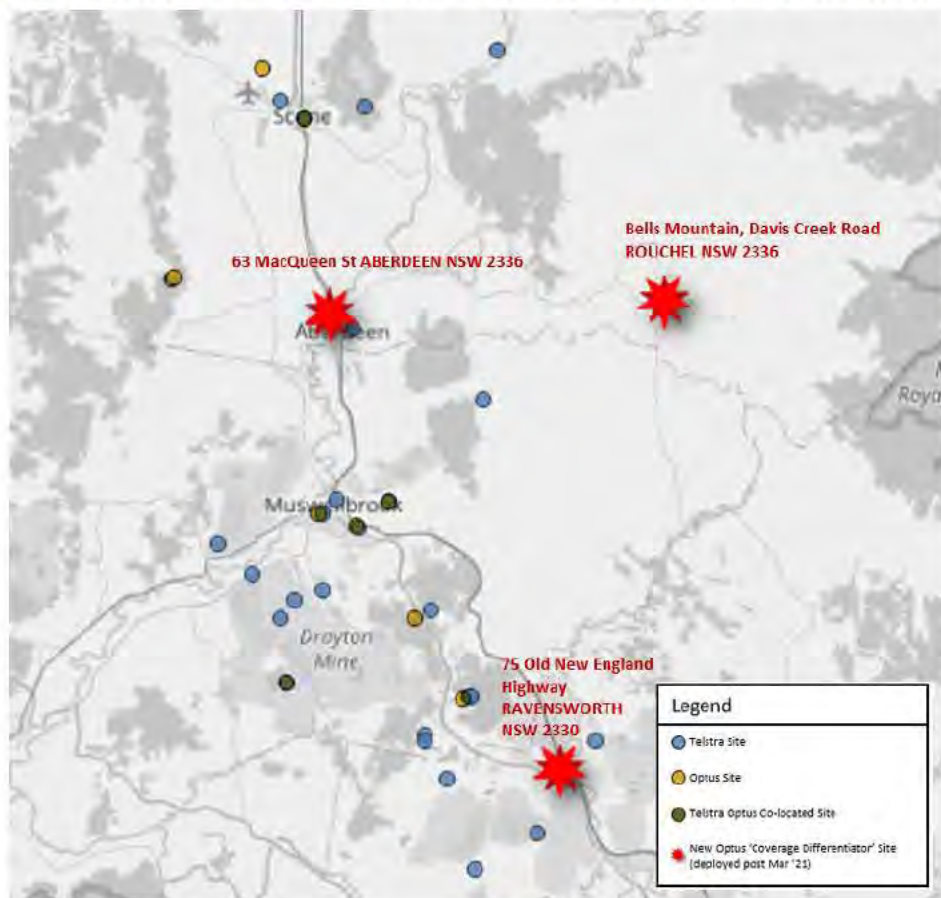 Scone
Bells Mountain, Davis Creek Road
ROUCHEL NSW 2336
63 MacQueen St ABERDEEN NSW 2336
Aberdeen
Roya
Muswellbrook
Drayton
Mine
75 Old New England
Highway
RAVENSWORTH
NSW 2330
Legend
Telstra Site
Optus Site
Telstra Optus Co-located Site
New Optus 'Coverage Differentiator' Site
(deployed post Mar '21)